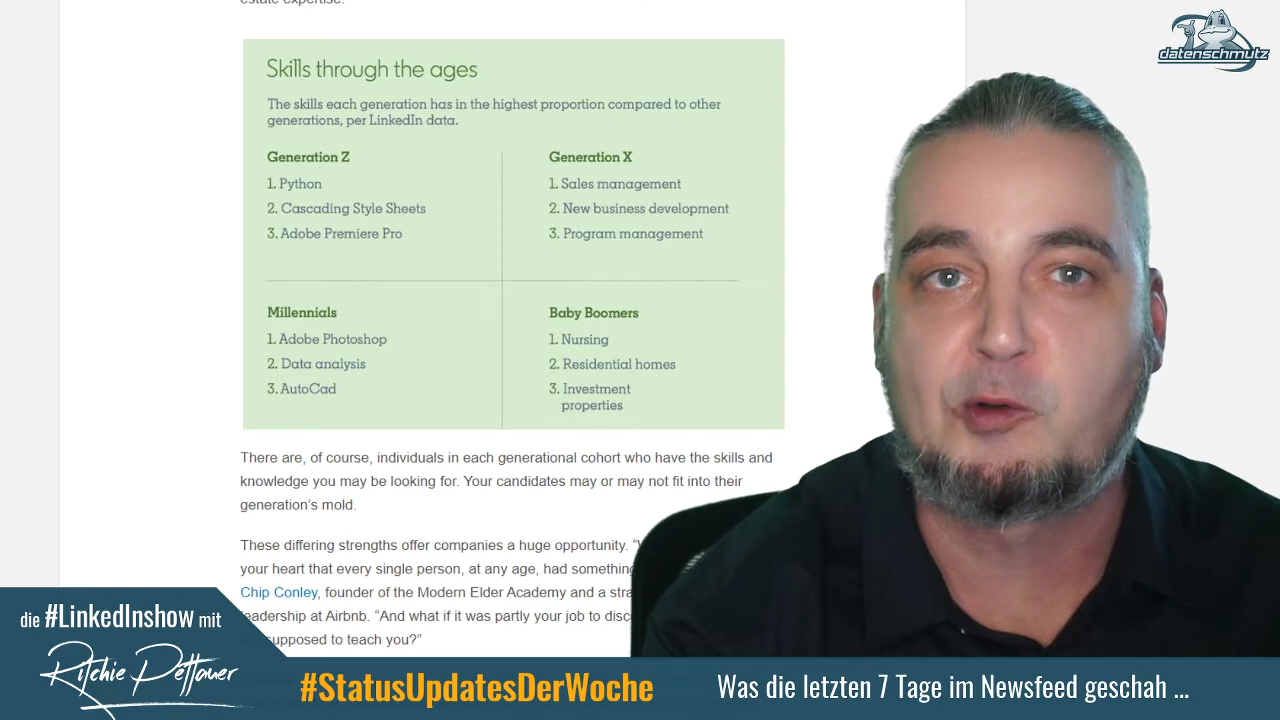 estate expertise.
datenschmutz
Skills through the ages
The skills each generation has in the highest proportion compared to other
generations, per LinkedIn data.
Generation Z
1. Python
2. Cascading Style Sheets
3. Adobe Premiere Pro
Generation X
1. Sales management
2. New business development
3. Program management
Millennials
1. Adobe Photoshop
2. Data analysis
3. AutoCad
Baby Boomers
1. Nursing
2. Residential homes
3. Investment
properties
There are, of course, individuals in each generational cohort who have the skills and
knowledge you may be looking for. Your candidates may or may not fit into their
generation's mold.
These differing strengths offer companies a huge opportunity.
your heart that every single person, at any age, had something
Chip Conley, founder of the Modern Elder Academy and a
leadership at Airbnb. “And what if it was partly your job to
supposed to teach you?”
die #LinkedInshow mit
Ritchie Pettauer
#StatusUpdatesDerWoche
Was die letzten 7 Tage im Newsfeed geschah ...